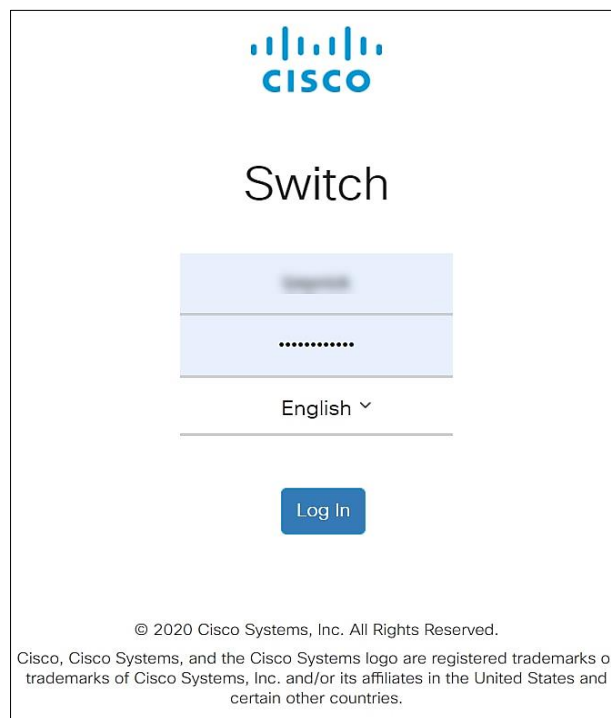 CISCO
Switch
••••••••••••
English
Log In
© 2020 Cisco Systems, Inc. All Rights Reserved.
Cisco, Cisco Systems, and the Cisco Systems logo are registered trademarks o
trademarks of Cisco Systems, Inc. and/or its affiliates in the United States and
certain other countries.